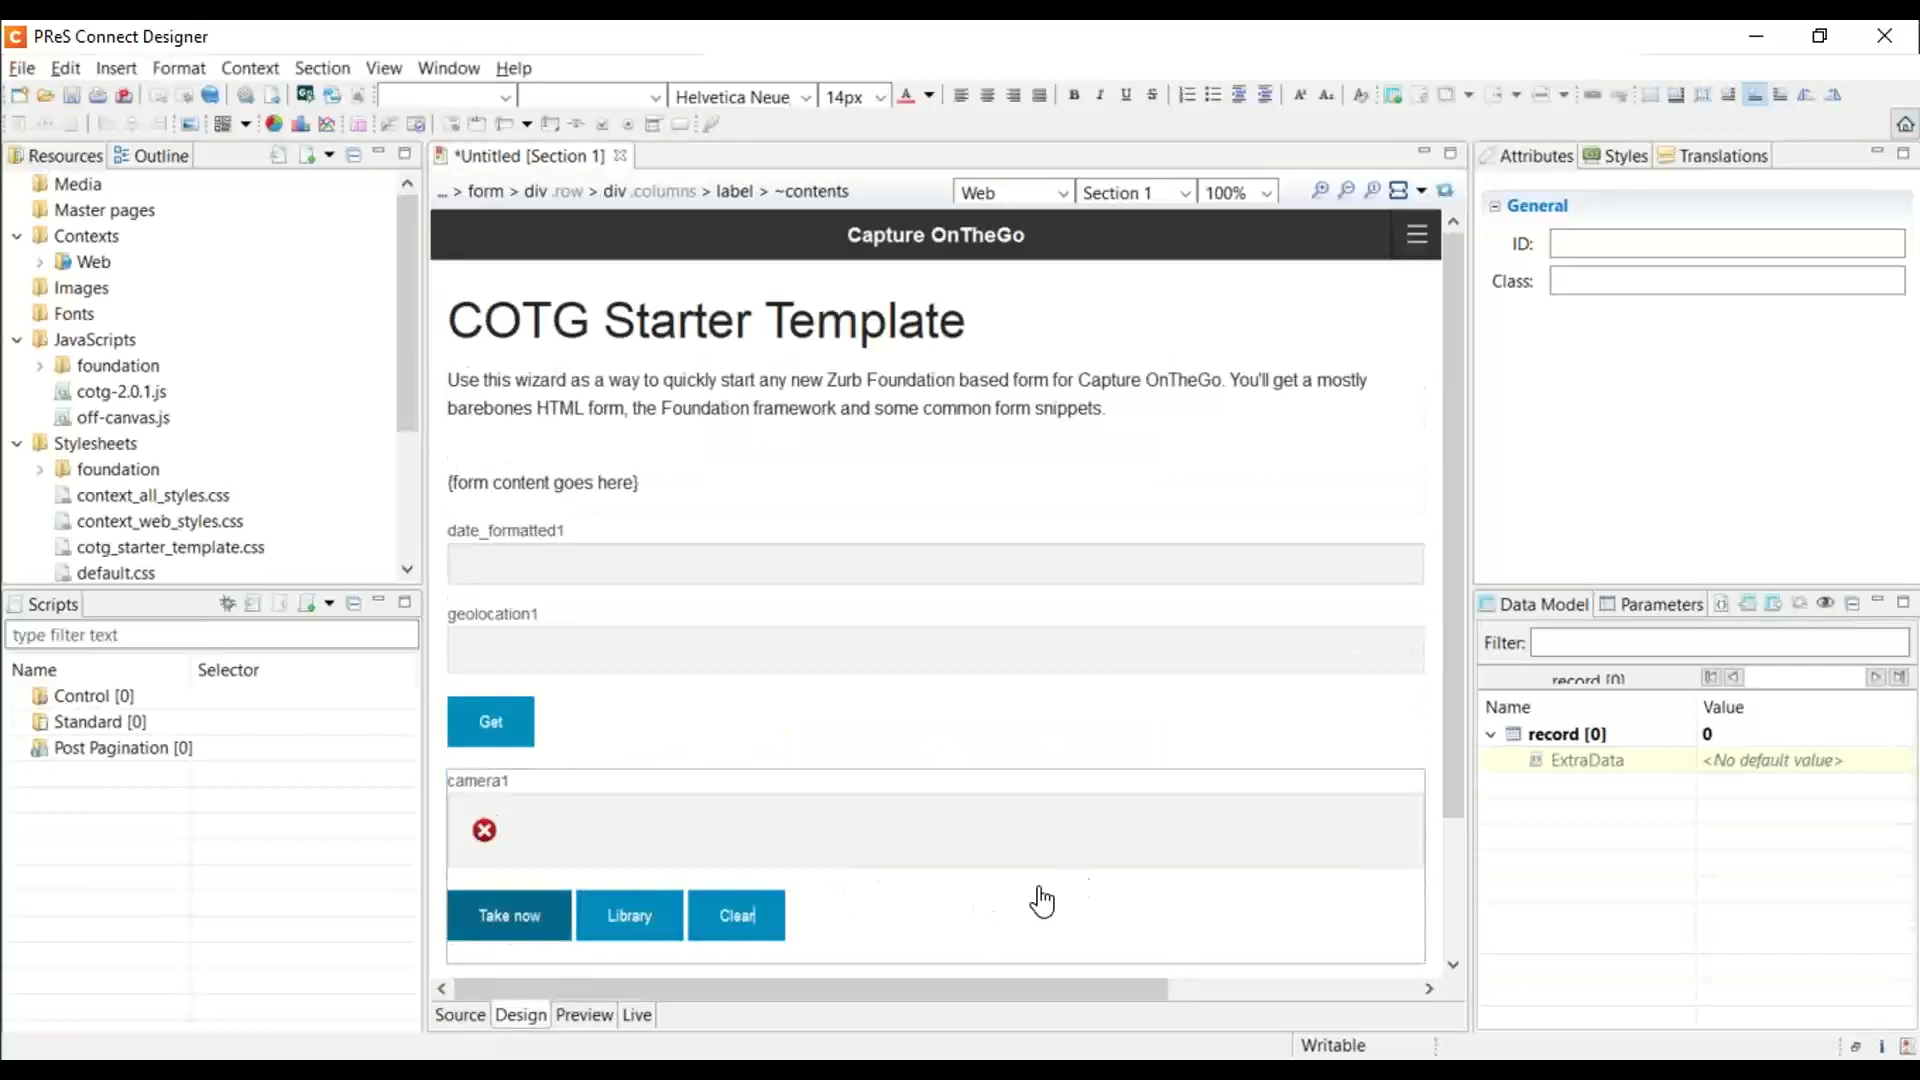 PReS Connect Designer
File Edit Insert Format Context Section View Window Help
Helvetica Neue 14px
Resources Outline
Media
Master pages
Contexts
Web
Images
Fonts
JavaScripts
foundation
cotg-2.0.1.js
off-canvas.js
Stylesheets
foundation
context_all_styles.css
context_web_styles.css
cotg_starter_template.css
default.css
Scripts
type filter text
Name Selector
Control [0]
Standard [0]
Post Pagination [0]
*Untitled [Section 1]
... > form > div .row > div .columns > label > ~contents
Web Section 1 100%
Capture OnTheGo
COTG Starter Template
Use this wizard as a way to quickly start any new Zurb Foundation based form for Capture OnTheGo. You'll get a mostly
barebones HTML form, the Foundation framework and some common form snippets.
{form content goes here}
date_formatted1
geolocation1
Get
camera1
Take now Library Clear
Source Design Preview Live
Attributes Styles Translations
General
ID:
Class:
Data Model Parameters
Filter:
record [0]
Name Value
record [0] 0
ExtraData <No default value>
Writable